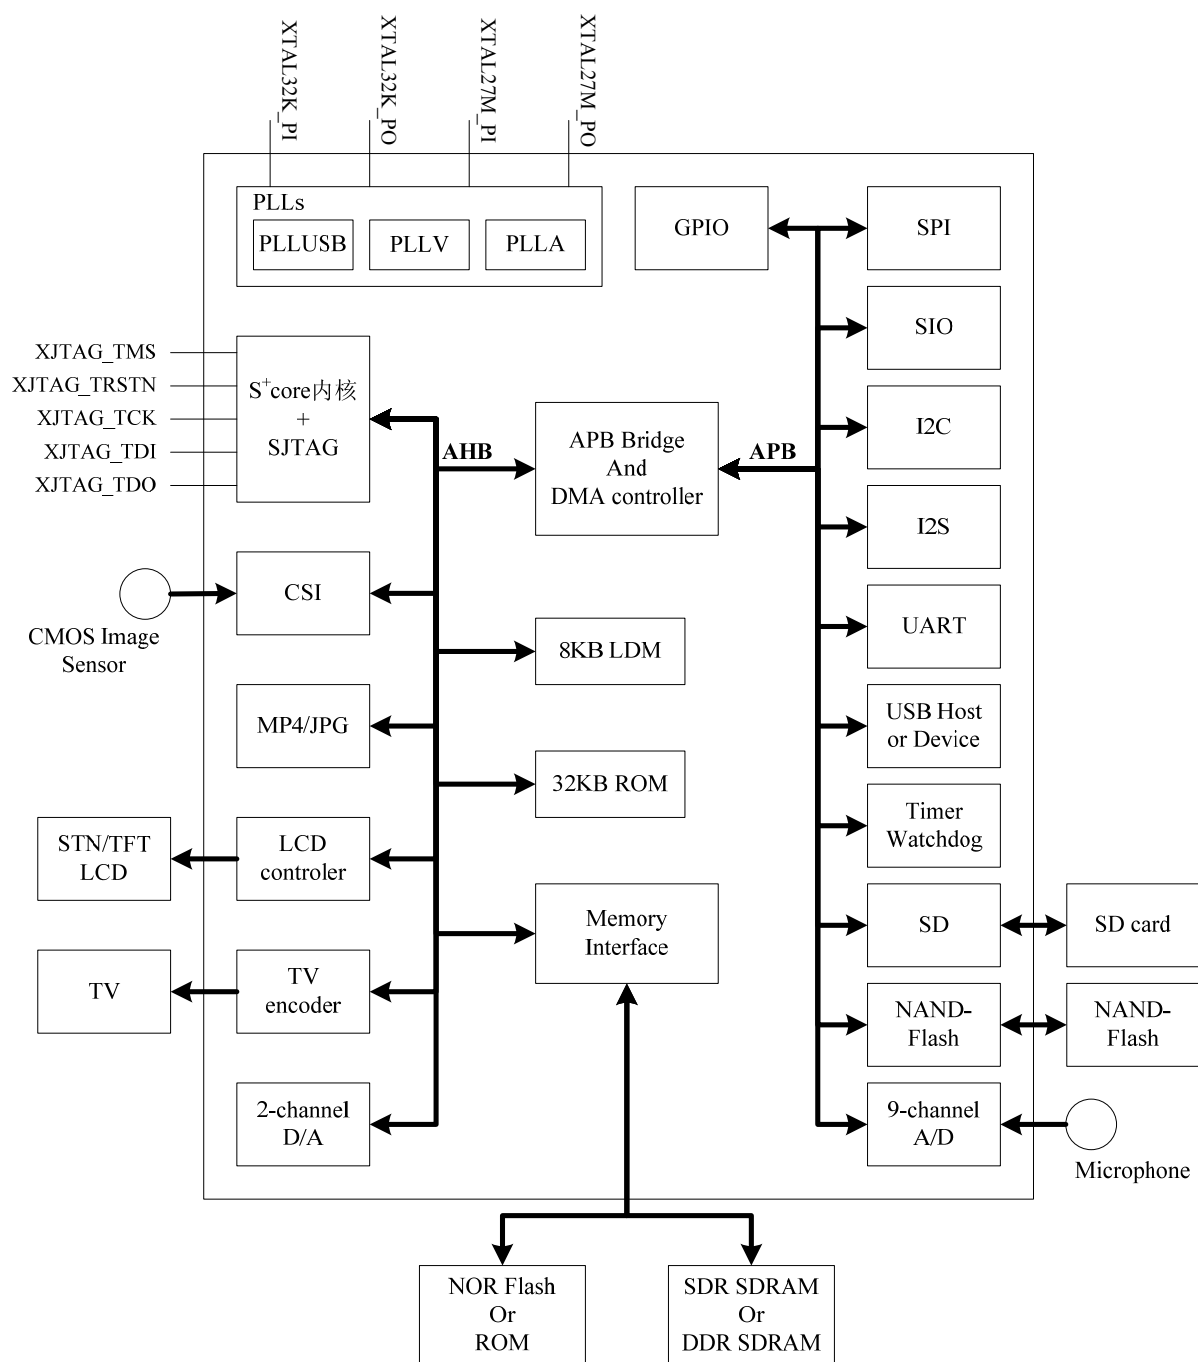 XTAL32K_PI
XTAL32K_PO
XTAL27M_PI
XTAL27M_PO
PLLs
PLLUSB
PLLV
PLLA
GPIO
SPI
SIO
I2C
I2S
UART
USB Host
or Device
Timer
Watchdog
SD
SD card
NAND-
Flash
NAND-
Flash
9-channel
A/D
Microphone
XJTAG_TMS
XJTAG_TRSTN
XJTAG_TCK
XJTAG_TDI
XJTAG_TDO
S+core内核
+
SJTAG
AHB
APB Bridge
And
DMA controller
APB
CMOS Image
Sensor
CSI
8KB LDM
MP4/JPG
32KB ROM
STN/TFT
LCD
LCD
controler
Memory
Interface
TV
TV
encoder
2-channel
D/A
NOR Flash
Or
ROM
SDR SDRAM
Or
DDR SDRAM